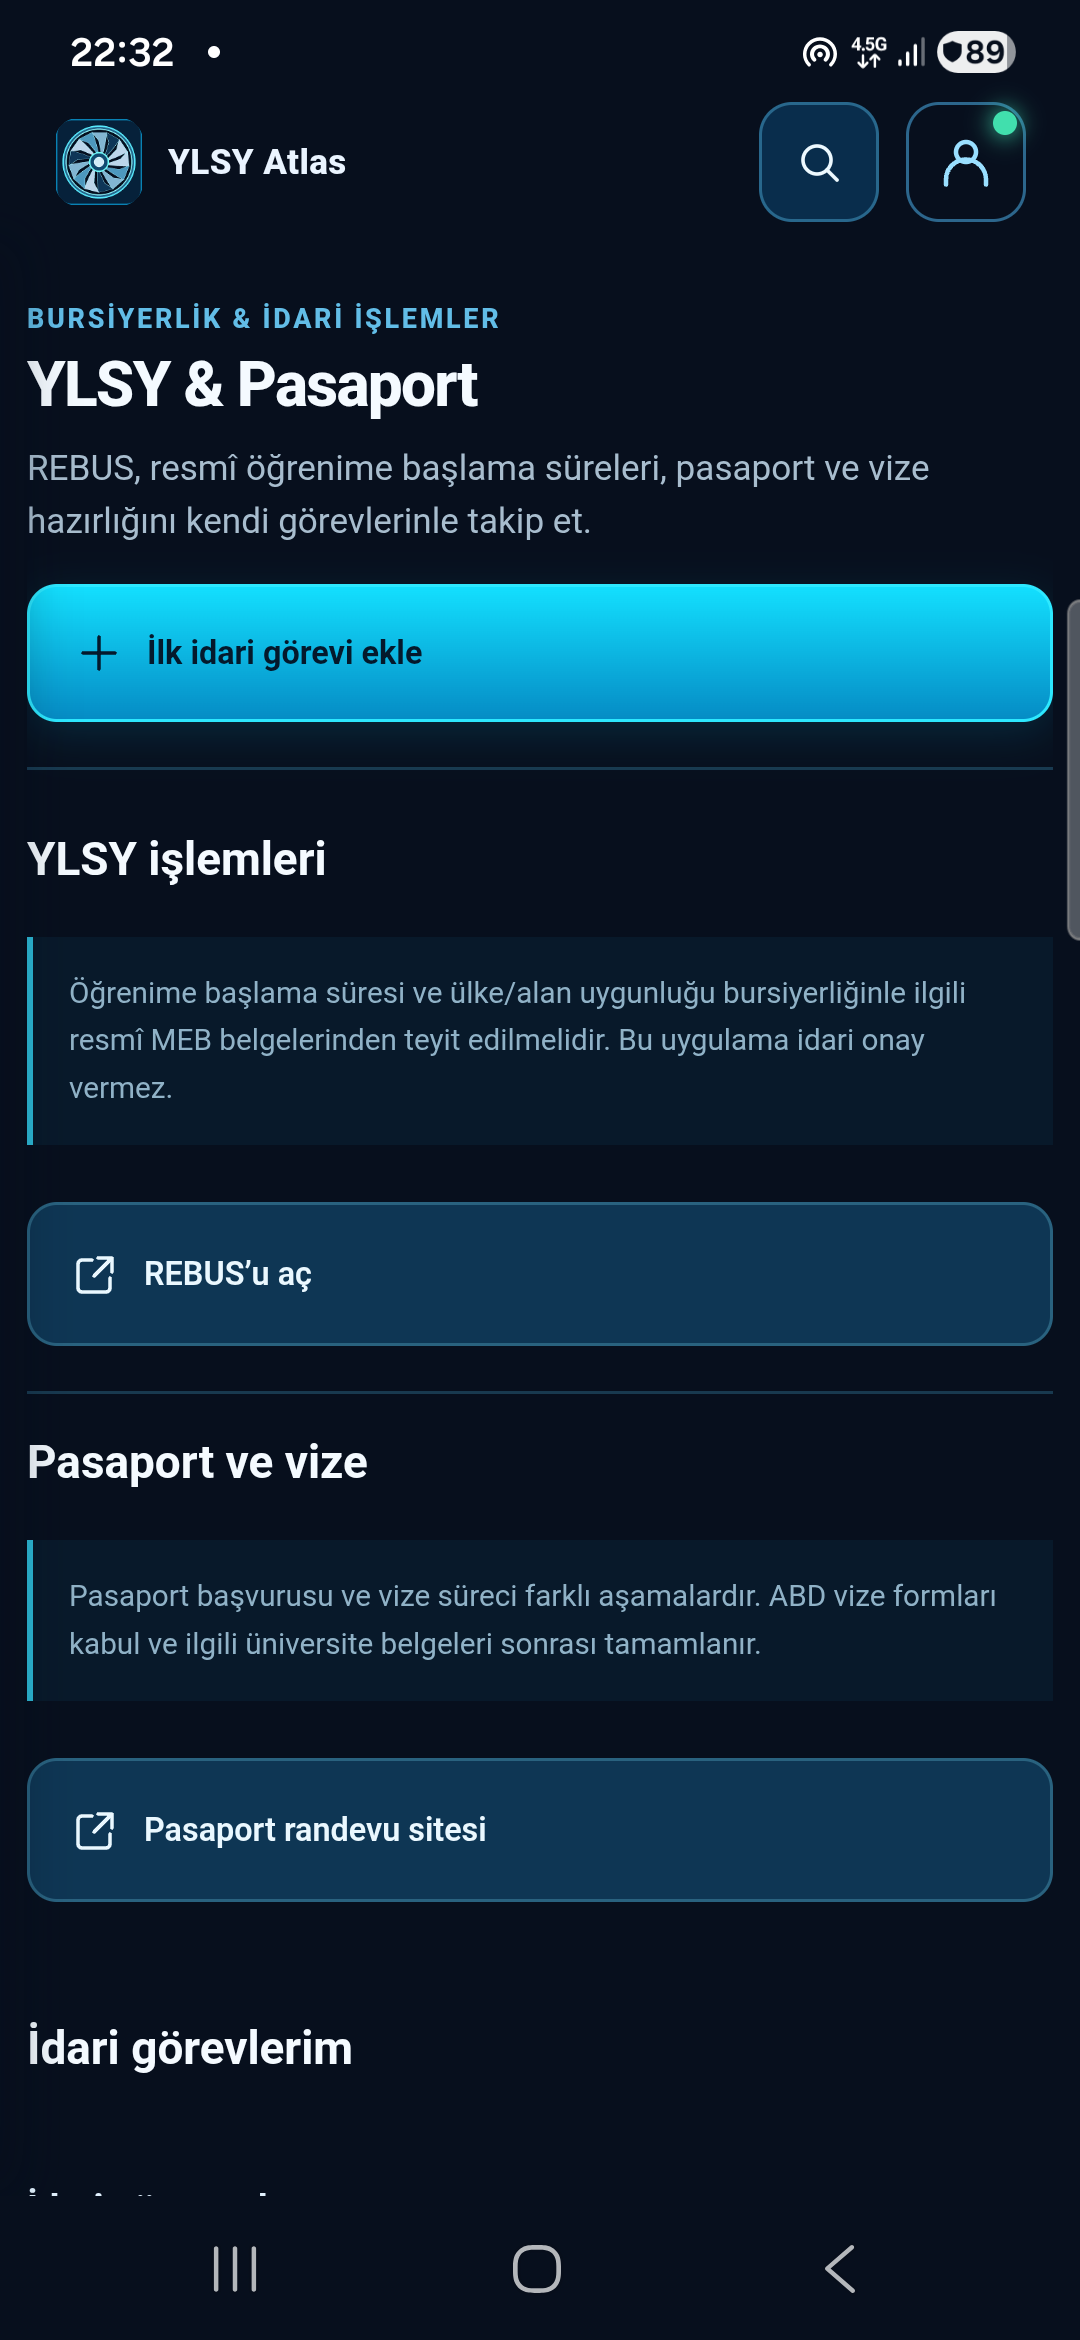 22:32
4.5G
89
YLSY Atlas
BURSİYERLİK & İDARİ İŞLEMLER
YLSY & Pasaport
REBUS, resmî öğrenime başlama süreleri, pasaport ve vize
hazırlığını kendi görevlerinle takip et.
İlk idari görevi ekle
YLSY işlemleri
Öğrenime başlama süresi ve ülke/alan uygunluğu bursiyerliğinle ilgili
resmî MEB belgelerinden teyit edilmelidir. Bu uygulama idari onay
vermez.
REBUS’u aç
Pasaport ve vize
Pasaport başvurusu ve vize süreci farklı aşamalardır. ABD vize formları
kabul ve ilgili üniversite belgeleri sonrası tamamlanır.
Pasaport randevu sitesi
İdari görevlerim